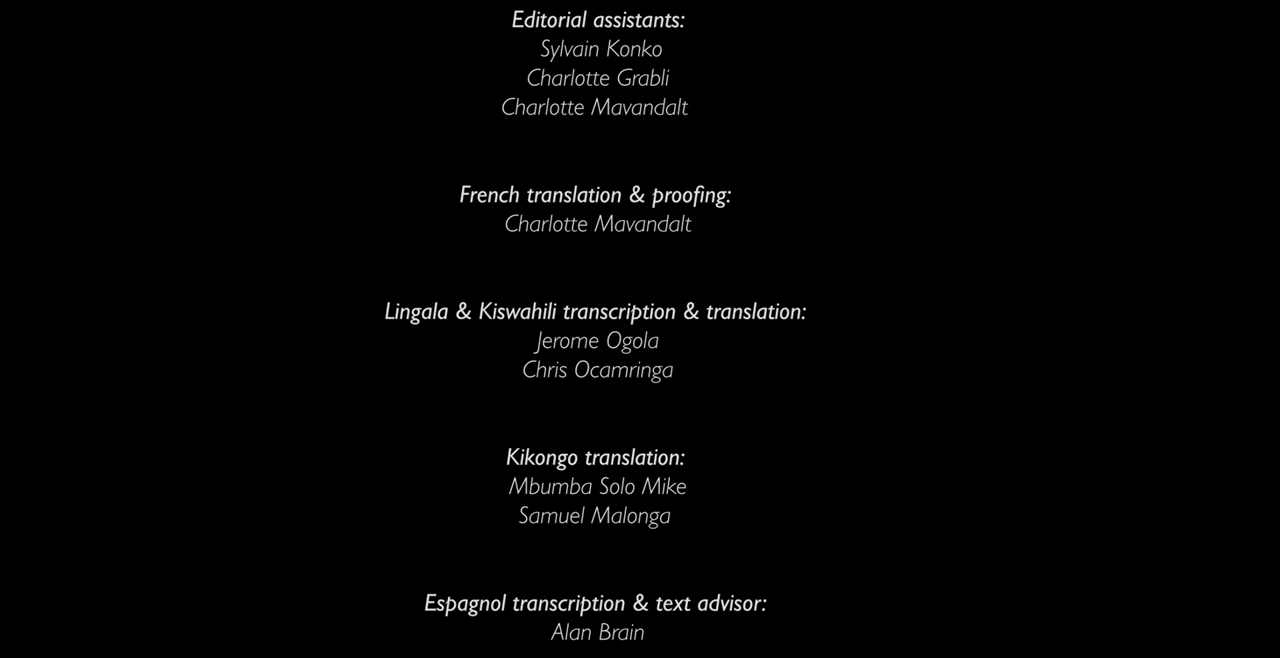 Editorial assistants:
Sylvain Konko
Charlotte Grabli
Charlotte Mavandalt
French translation & proofing:
Charlotte Mavandalt
Lingala & Kiswahili transcription & translation:
Jerome Ogola
Chris Ocamringa
Kikongo translation:
Mbumba Solo Mike
Samuel Malonga
Espagnol transcription & text advisor:
Alan Brain